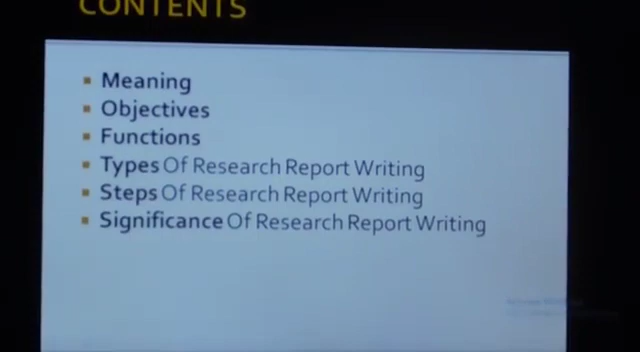 CONTENTS
Meaning
Objectives
Functions
Types Of Research Report Writing
Steps Of Research Report Writing
Significance Of Research Report Writing